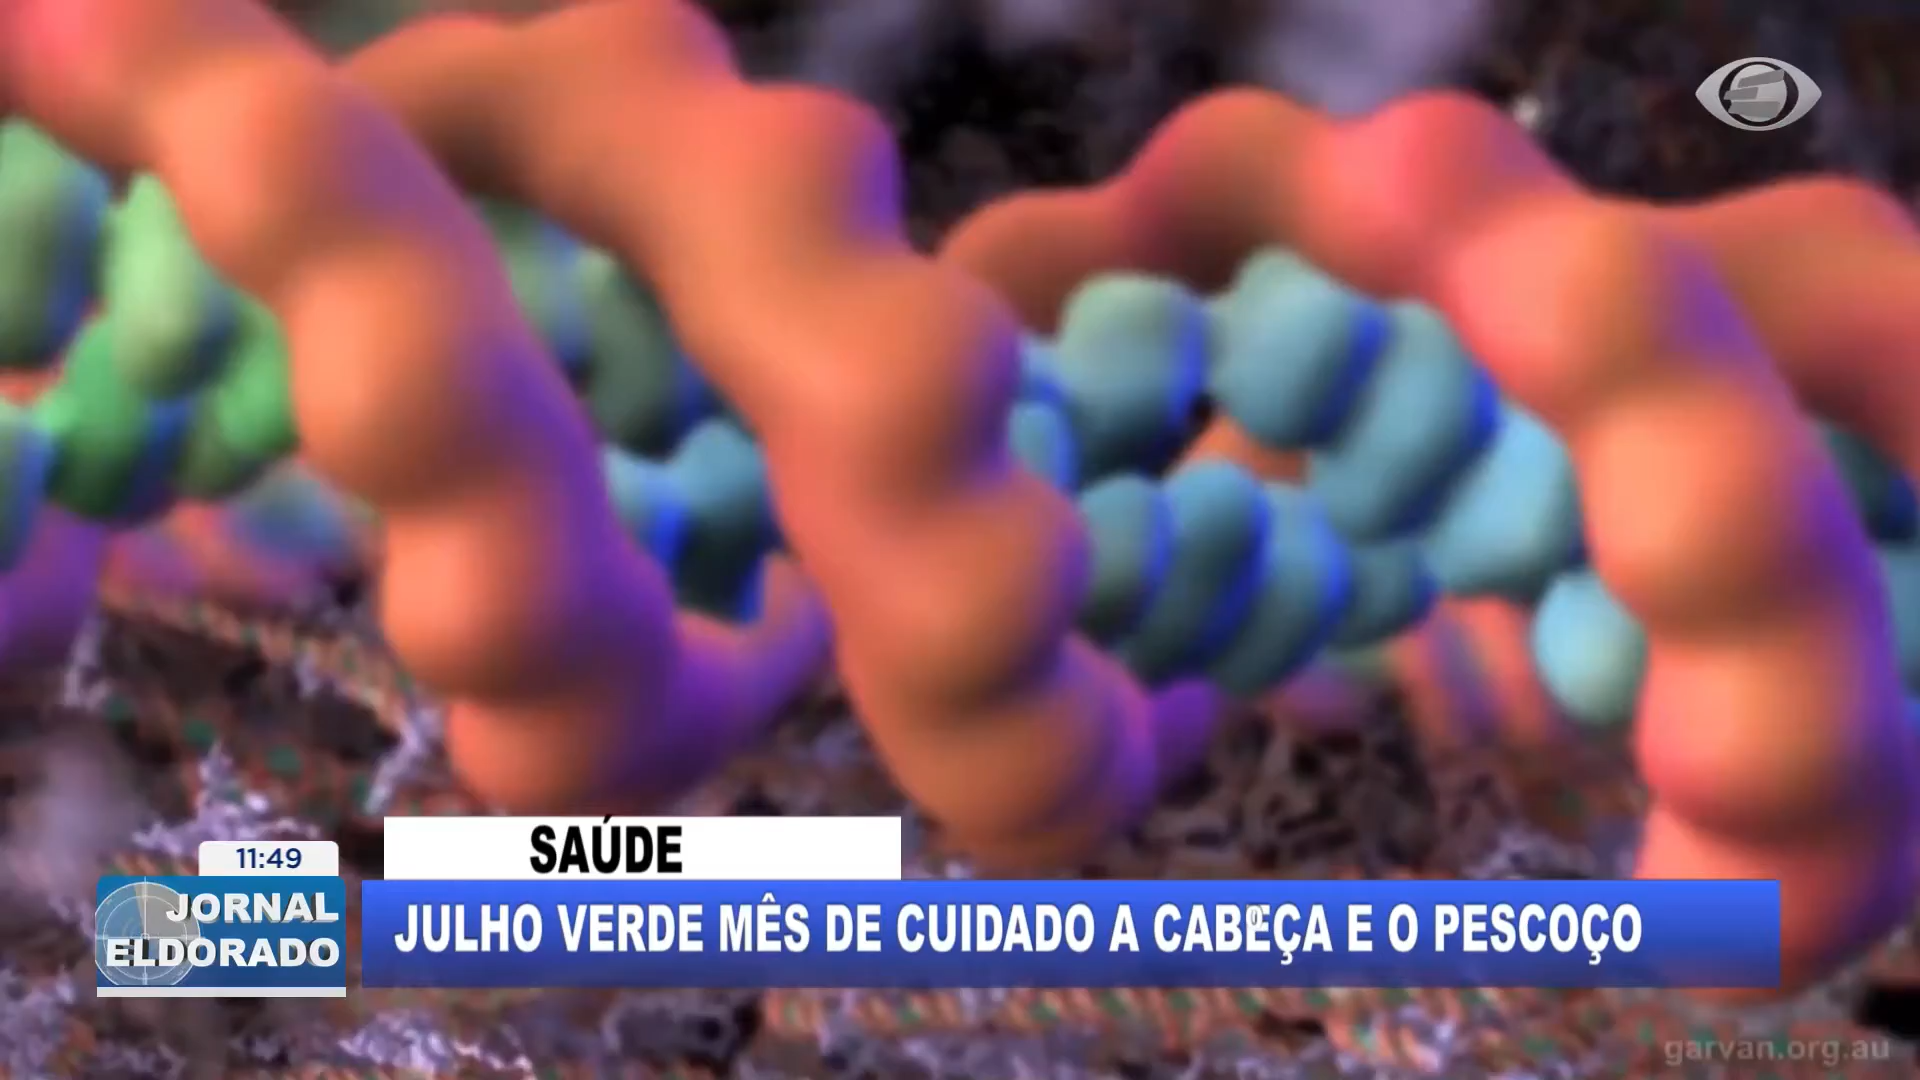 SAÚDE
11:49
JORNAL
ELDORADO
JULHO VERDE MÊS DE CUIDADO A CABEÇA E O PESCOÇO
garvan.org.au